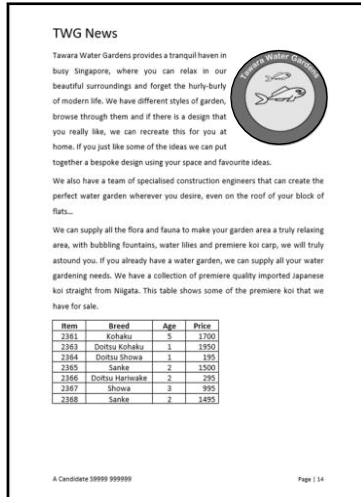 TWG News
Tawara Water Gardens provides a tranquil haven in
busy Singapore, where you can relax in our
beautiful surroundings and forget the hurly-burly
of modern life. We have different styles of garden,
browse through them and if there is a design that
you really like, we can recreate this for you at
home. If you just like some of the ideas we can put
together a bespoke design using your space and favourite ideas.
Tawara Water Gardens
We also have a team of specialised construction engineers that can create the
perfect water garden wherever you desire, even on the roof of your block of
flats…
We can supply all the flora and fauna to make your garden area a truly relaxing
area, with bubbling fountains, water lilies and premiere koi carp, we will truly
astound you. If you already have a water garden, we can supply all your water
gardening needs. We have a collection of premiere quality imported Japanese
koi straight from Niigata. This table shows some of the premiere koi that we
have for sale.
Item Breed Age Price
2361 Kohaku 5 1700
2363 Doitsu Kohaku 1 1950
2364 Doitsu Showa 1 195
2365 Sanke 2 1500
2366 Doitsu Hariwake 2 295
2367 Showa 3 995
2368 Sanke 2 1495
A Candidate S9999 999999 Page | 14